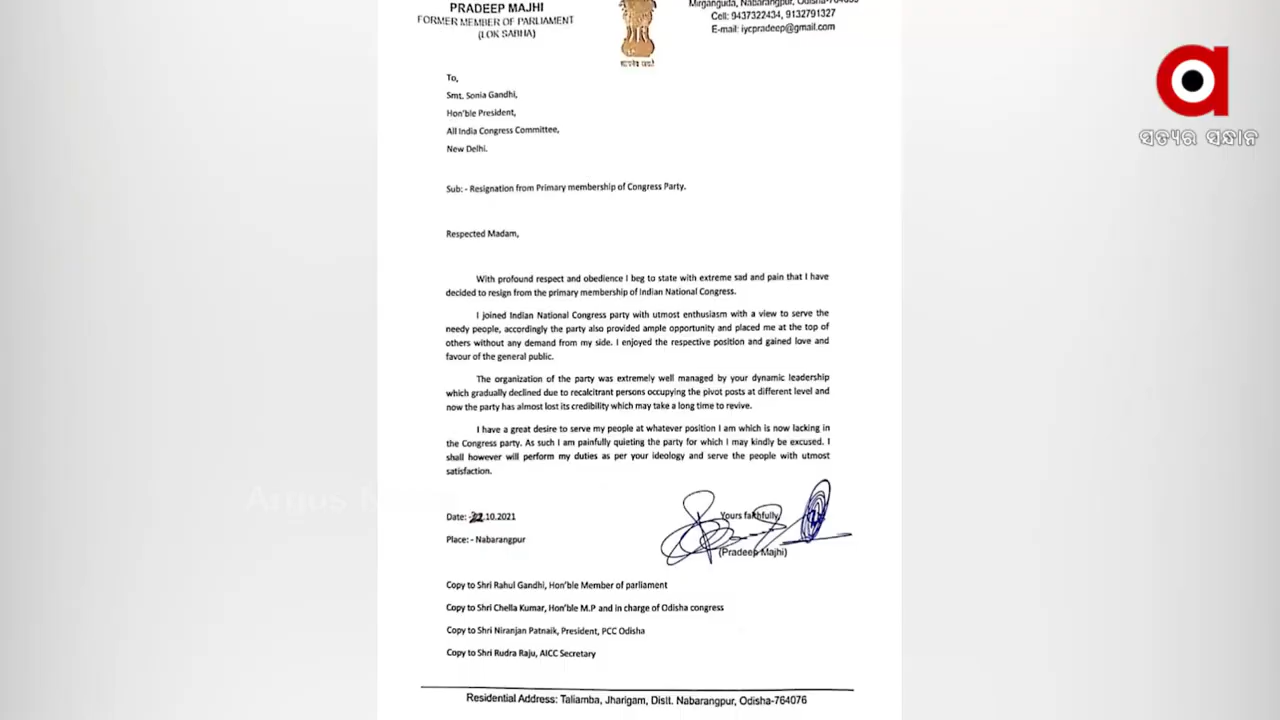 PRADEEP MAJHI
FORMER MEMBER OF PARLIAMENT
(LOK SABHA)
Mirganguda, Nabarangpur, Odisha-
Cell: 9437322434, 9132791327
E-mail: iycpradeep@gmail.com
ସତ୍ୟର ସନ୍ଧାନ
To,
Smt. Sonia Gandhi,
Hon'ble President,
All India Congress Committee,
New Delhi.
Sub: - Resignation from Primary membership of Congress Party.
Respected Madam,
With profound respect and obedience I beg to state with extreme sad and pain that I have
decided to resign from the primary membership of Indian National Congress.
I joined Indian National Congress party with utmost enthusiasm with a view to serve the
needy people, accordingly the party also provided ample opportunity and placed me at the top of
others without any demand from my side. I enjoyed the respective position and gained love and
favour of the general public.
The organization of the party was extremely well managed by your dynamic leadership
which gradually declined due to recalcitrant persons occupying the pivot posts at different level and
now the party has almost lost its credibility which may take a long time to revive.
I have a great desire to serve my people at whatever position I am which is now lacking in
the Congress party. As such I am painfully quieting the party for which I may kindly be excused. I
shall however will perform my duties as per your ideology and serve the people with utmost
satisfaction.
Date: -22.10.2021
Place: - Nabarangpur
Yours faithfully,
(Pradeep Majhi)
Copy to Shri Rahul Gandhi, Hon'ble Member of parliament
Copy to Shri Chella Kumar, Hon'ble M.P and in charge of Odisha congress
Copy to Shri Niranjan Patnaik, President, PCC Odisha
Copy to Shri Rudra Raju, AICC Secretary
Residential Address: Taliamba, Jharigam, Distt. Nabarangpur, Odisha-764076